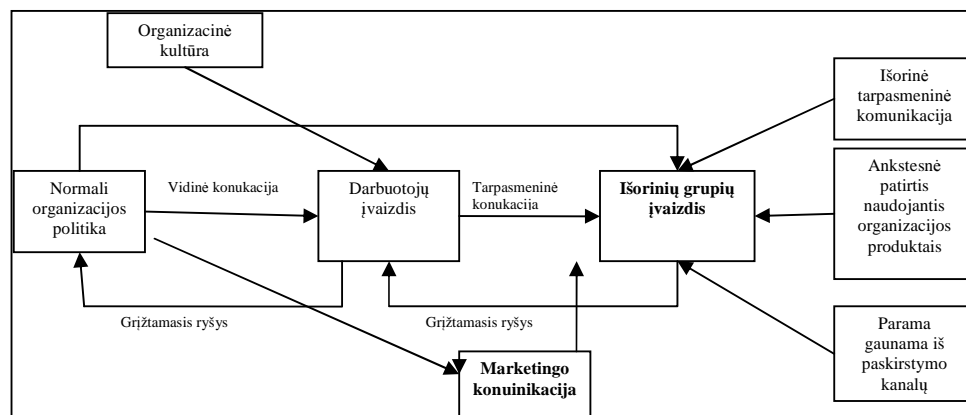 Organizacinė
kultūra
Išorinė
tarpasmeninė
komunikacija
Normali
organizacijos
politika
Vidinė konukacija
Darbuotojų
įvaizdis
Tarpasmeninė
konukacija
Išorinių grupių
įvaizdis
Ankstesnė
patirtis
naudojantis
organizacijos
produktais
Grįžtamasis ryšys
Grįžtamasis ryšys
Marketingo
konuinikacija
Parama
gaunama iš
paskirstymo
kanalų